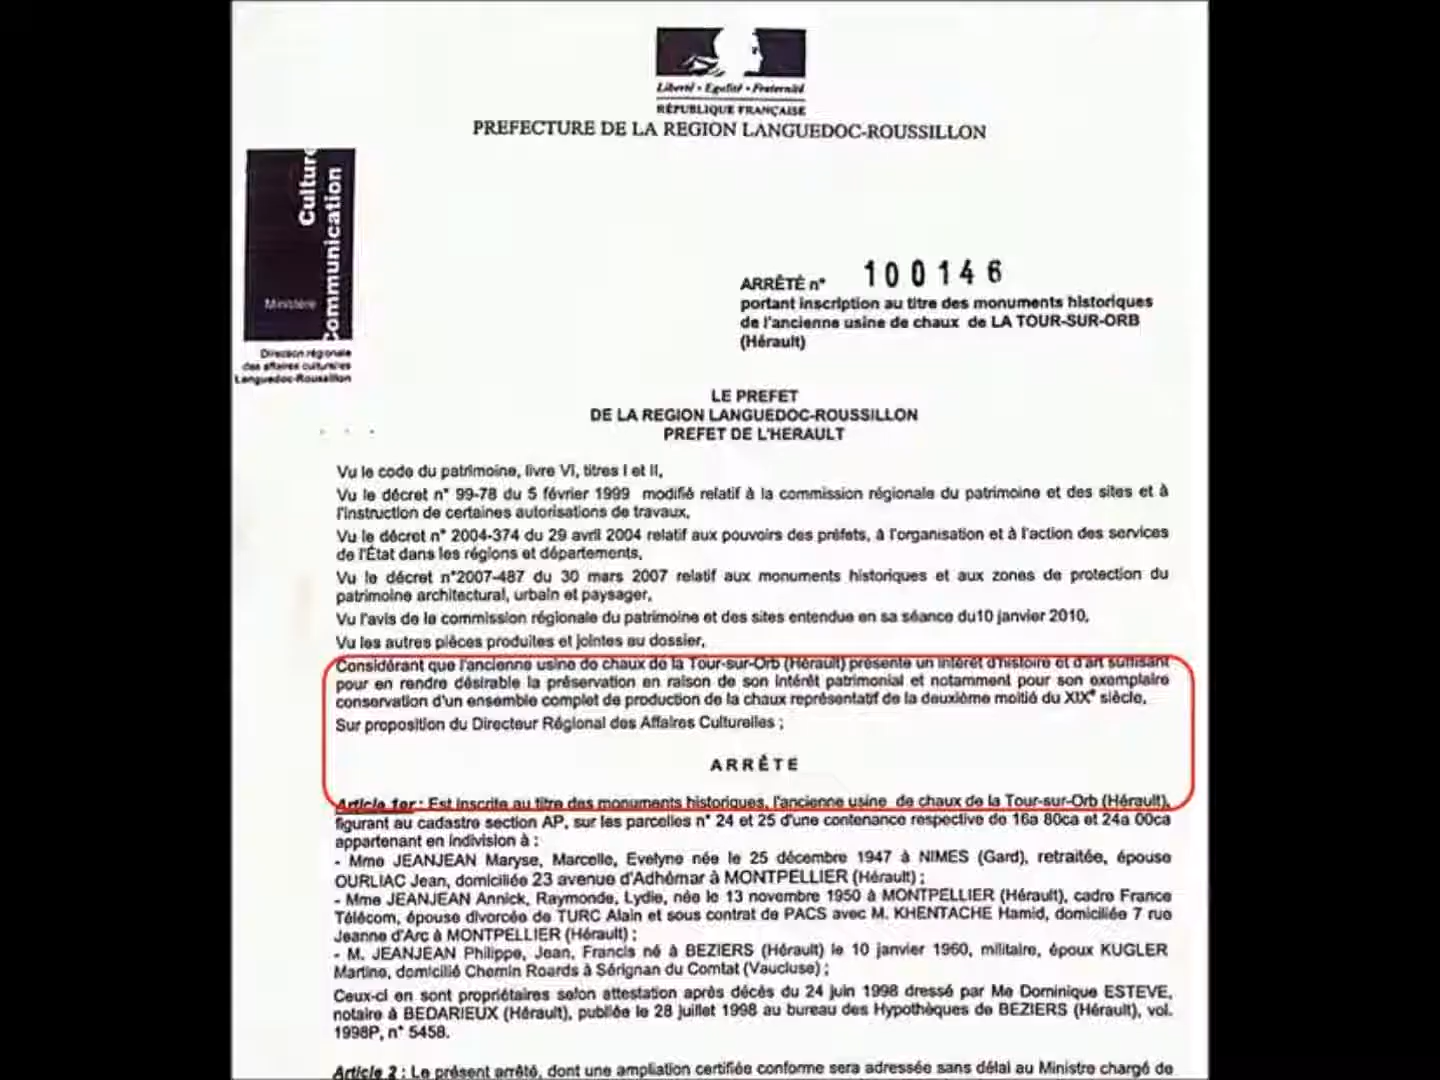 Liberté • Egalité • Fraternité
RÉPUBLIQUE FRANÇAISE
PREFECTURE DE LA REGION LANGUEDOC-ROUSSILLON
Culture
Communication
Ministère
Direction régionale
des affaires culturelles
Languedoc-Roussillon
ARRÊTÉ n° 100146
portant inscription au titre des monuments historiques
de l'ancienne usine de chaux de LA TOUR-SUR-ORB
(Hérault)
LE PREFET
DE LA REGION LANGUEDOC-ROUSSILLON
PREFET DE L'HERAULT
Vu le code du patrimoine, livre VI, titres I et II,
Vu le décret n° 99-78 du 5 février 1999 modifié relatif à la commission régionale du patrimoine et des sites et à
l'instruction de certaines autorisations de travaux,
Vu le décret n° 2004-374 du 29 avril 2004 relatif aux pouvoirs des préfets, à l'organisation et à l'action des services
de l'État dans les régions et départements,
Vu le décret n°2007-487 du 30 mars 2007 relatif aux monuments historiques et aux zones de protection du
patrimoine architectural, urbain et paysager,
Vu l'avis de la commission régionale du patrimoine et des sites entendue en sa séance du10 janvier 2010,
Vu les autres pièces produites et jointes au dossier,
Considérant que l'ancienne usine de chaux de la Tour-sur-Orb (Hérault) présente un intérêt d'histoire et d'art suffisant
pour en rendre désirable la préservation en raison de son intérêt patrimonial et notamment pour son exemplaire
conservation d'un ensemble complet de production de la chaux représentatif de la deuxième moitié du XIX° siècle,
Sur proposition du Directeur Régional des Affaires Culturelles ;
ARRÊTE
Article 1er : Est inscrite au titre des monuments historiques, l'ancienne usine de chaux de la Tour-sur-Orb (Hérault),
figurant au cadastre section AP, sur les parcelles n° 24 et 25 d'une contenance respective de 16a 80ca et 24a 00ca
appartenant en indivision à :
- Mme JEANJEAN Maryse, Marcelle, Evelyne née le 25 décembre 1947 à NIMES (Gard), retraitée, épouse
OURLIAC Jean, domiciliée 23 avenue d'Adhémar à MONTPELLIER (Hérault) ;
- Mme JEANJEAN Annick, Raymonde, Lydie, née le 13 novembre 1950 à MONTPELLIER (Hérault), cadre France
Télécom, épouse divorcée de TURC Alain et sous contrat de PACS avec M. KHENTACHE Hamid, domiciliée 7 rue
Jeanne d'Arc à MONTPELLIER (Hérault) ;
- M. JEANJEAN Philippe, Jean, Francis né à BEZIERS (Hérault) le 10 janvier 1960, militaire, époux KUGLER
Martine, domicilié Chemin Roards à Sérignan du Comtat (Vaucluse) ;
Ceux-ci en sont propriétaires selon attestation après décès du 24 juin 1998 dressé par Me Dominique ESTEVE,
notaire à BEDARIEUX (Hérault), publiée le 28 juillet 1998 au bureau des Hypothèques de BEZIERS (Hérault), vol.
1998P, n° 5458.
Article 2 : Le présent arrêté, dont une ampliation certifiée conforme sera adressée sans délai au Ministre chargé de